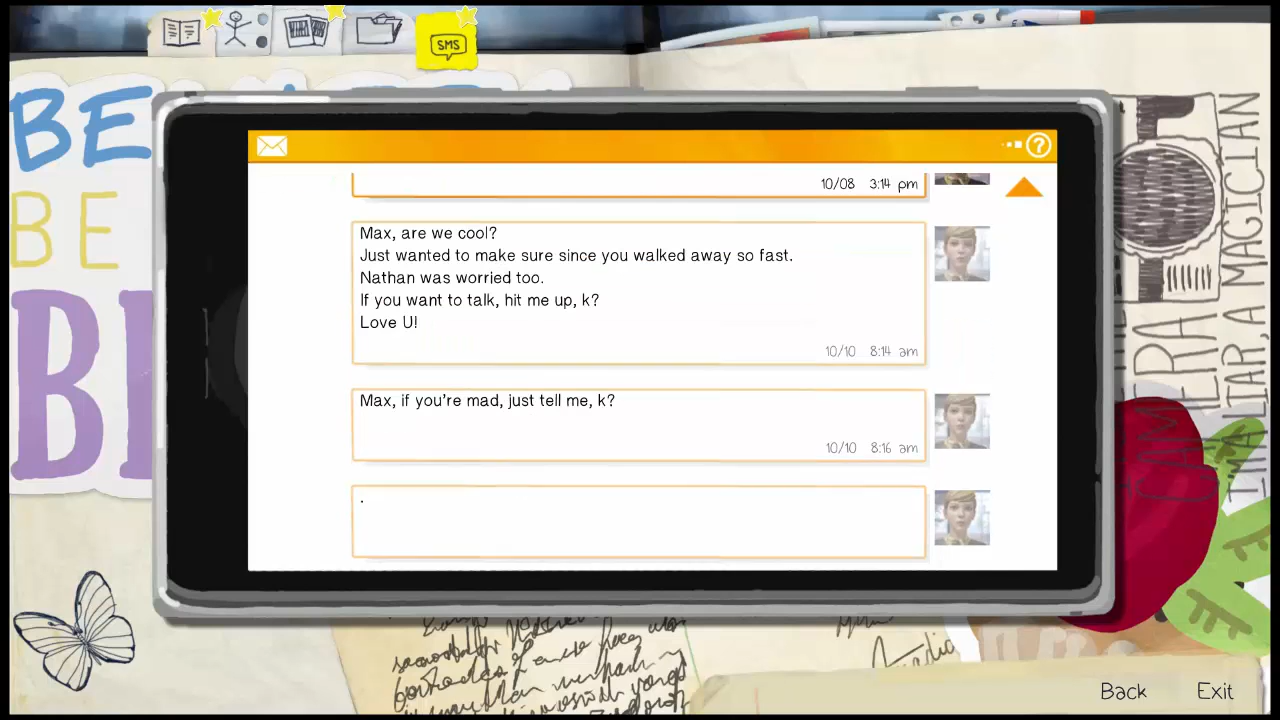 SMS
BE
BE
10/08 3:14 pm
Max, are we cool?
Just wanted to make sure since you walked away so fast.
Nathan was worried too.
If you want to talk, hit me up, k?
Love U!
10/10 8:14 am
Max, if you're mad, just tell me, k?
10/10 8:16 am
.
CAMERA
I'M A LIAR, A MAGICIAN
Back
Exit